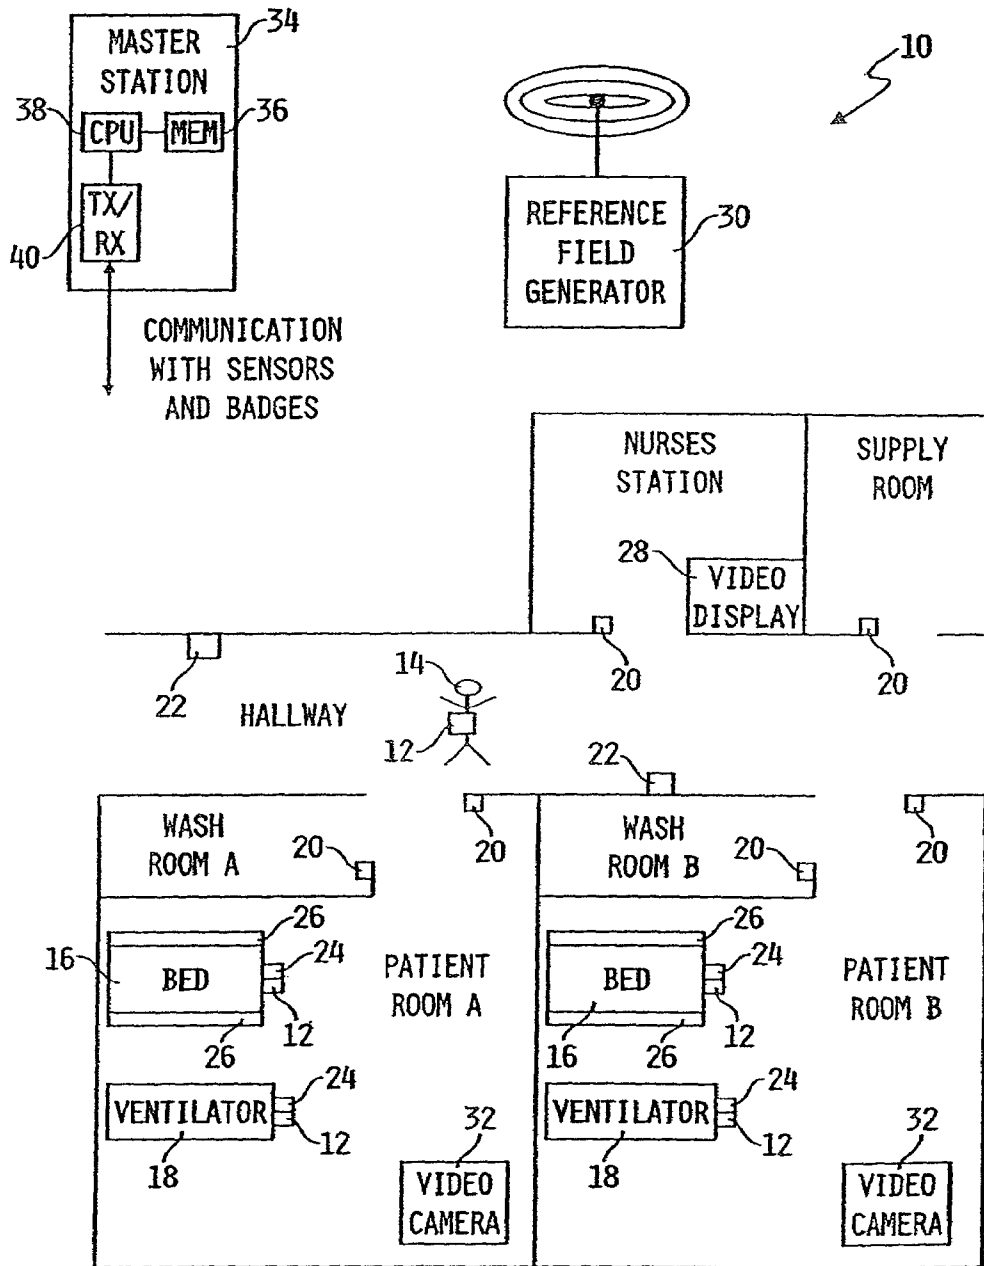 MASTER
STATION
34
38
CPU
MEM
36
TX/
RX
40
COMMUNICATION
WITH SENSORS
AND BADGES
10
REFERENCE
FIELD
GENERATOR
30
NURSES
STATION
SUPPLY
ROOM
28
VIDEO
DISPLAY
20
20
22
HALLWAY
14
12
22
WASH
ROOM A
20
20
WASH
ROOM B
20
20
16
BED
26
24
12
26
PATIENT
ROOM A
BED
26
24
12
16
26
PATIENT
ROOM B
VENTILATOR
24
12
18
32
VIDEO
CAMERA
VENTILATOR
24
12
18
32
VIDEO
CAMERA